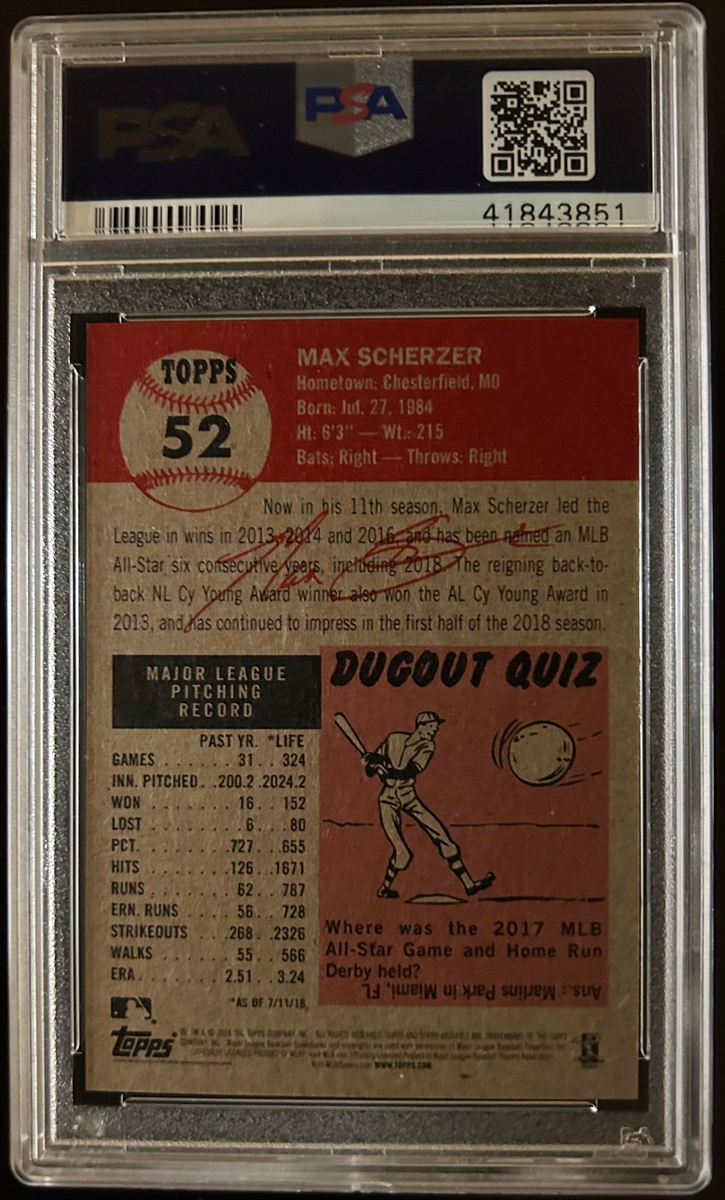 PSA
PSA
41843851
TOPPS
52
MAX SCHERZER
Hometown: Chesterfield, MO
Born: Jul. 27, 1984
Ht: 6'3" — Wt.: 215
Bats: Right — Throws: Right
Now in his 11th season, Max Scherzer led the
League in wins in 2013, 2014 and 2016, and has been named an MLB
All-Star six consecutive years, including 2018. The reigning back-to-
back NL Cy Young Award winner also won the AL Cy Young Award in
2013, and has continued to impress in the first half of the 2018 season.
MAJOR LEAGUE
PITCHING
RECORD
PAST YR. *LIFE
GAMES . . . . . . . 31 . . 324
INN. PITCHED . .200.2 .2024.2
WON . . . . . . . . 16 . . 152
LOST . . . . . . . . 6 . . . 80
PCT. . . . . . . . .727 . .655
HITS . . . . . . . .126 . .1671
RUNS . . . . . . . 62 . . 787
ERN. RUNS . . . . 56 . . 728
STRIKEOUTS . . .268 . .2326
WALKS . . . . . . 55 . . 566
ERA . . . . . . . . 2.51 . . 3.24
*AS OF 7/11/18
DUGOUT QUIZ
Where was the 2017 MLB
All-Star Game and Home Run
Derby held?
Ans.: Marlins Park in Miami, FL
Topps
WWW.TOPPS.COM